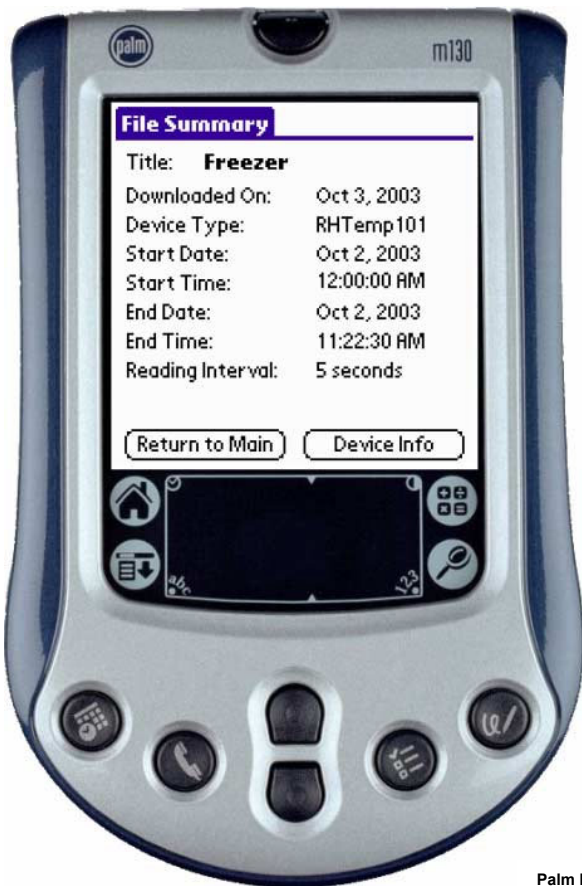 palm
m130
File Summary
Title: Freezer
Downloaded On: Oct 3, 2003
Device Type: RHTemp101
Start Date: Oct 2, 2003
Start Time: 12:00:00 AM
End Date: Oct 2, 2003
End Time: 11:22:30 AM
Reading Interval: 5 seconds
Return to Main Device Info
abc 123
Palm